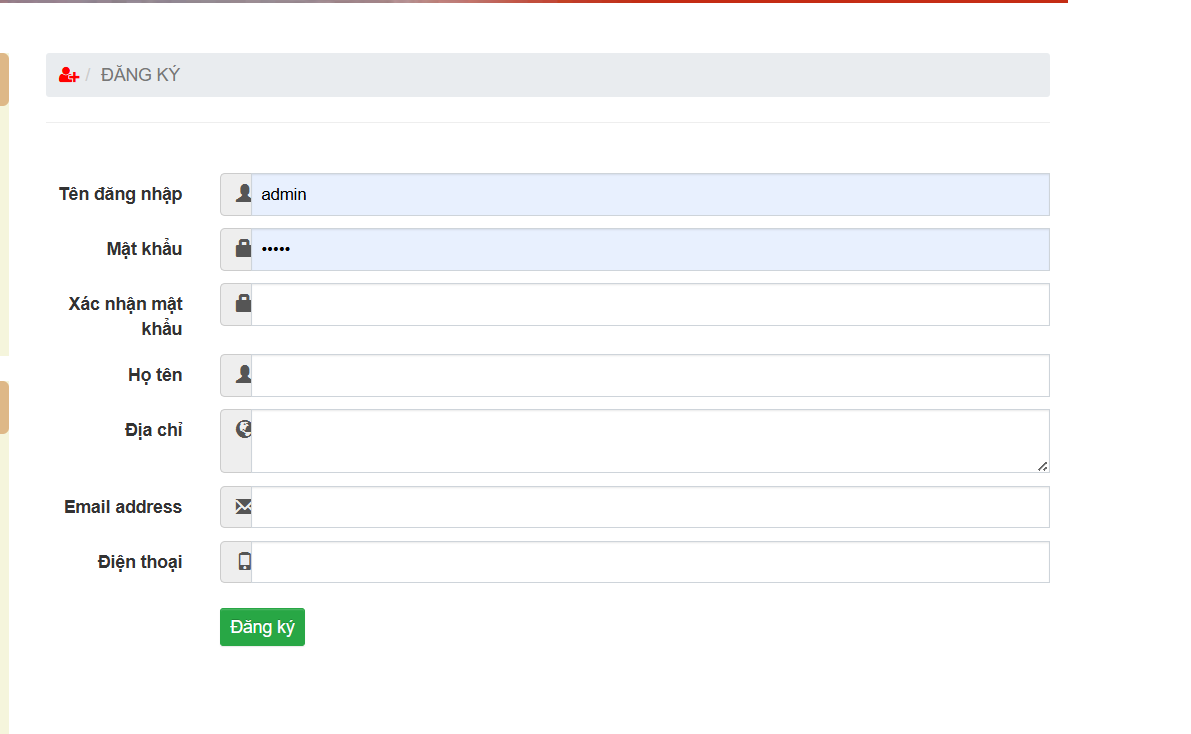 / ĐĂNG KÝ
Tên đăng nhập
admin
Mật khẩu
•••••
Xác nhận mật
khẩu
Họ tên
Địa chỉ
Email address
Điện thoại
Đăng ký